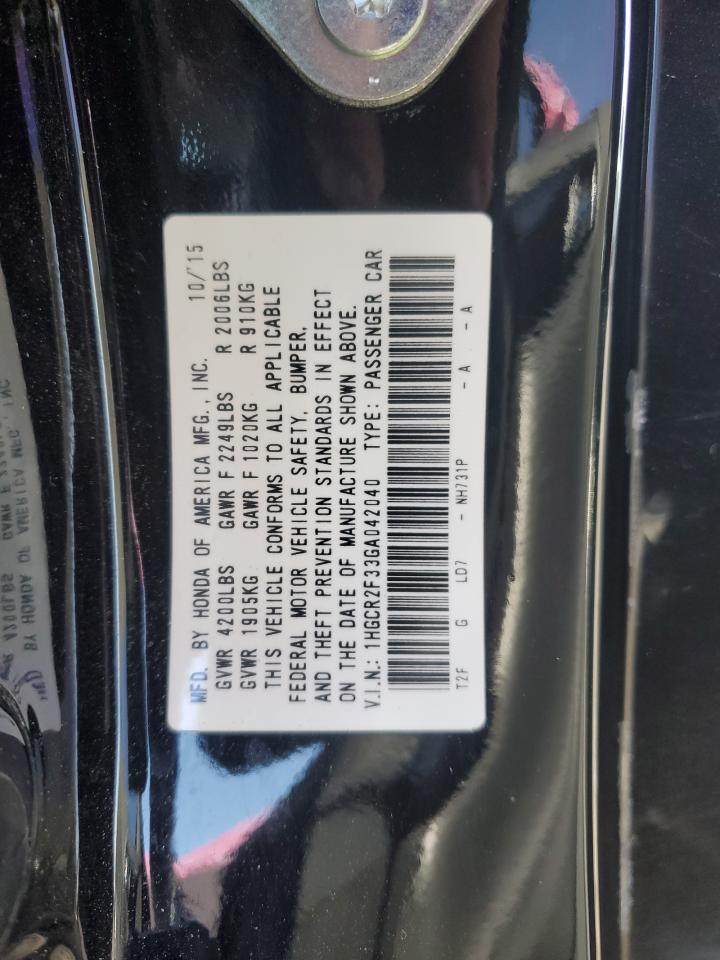 MFD. BY HONDA OF AMERICA MFG., INC. 10/'15
GVWR 4200LBS GAWR F 2249LBS R 2006LBS
GVWR 1905KG GAWR F 1020KG R 910KG
THIS VEHICLE CONFORMS TO ALL APPLICABLE
FEDERAL MOTOR VEHICLE SAFETY, BUMPER,
AND THEFT PREVENTION STANDARDS IN EFFECT
ON THE DATE OF MANUFACTURE SHOWN ABOVE.
V.I.N.: 1HGCR2F33GA042040 TYPE: PASSENGER CAR
T2F G LD7 - NH731P - A - A